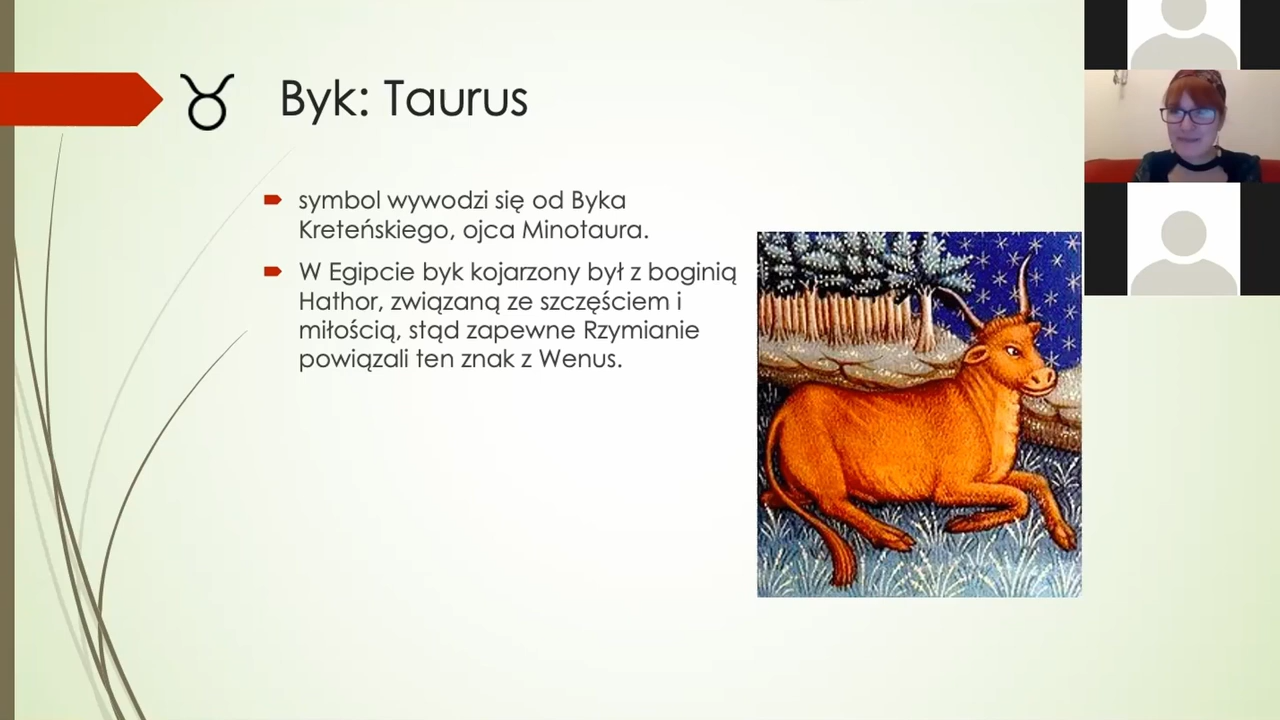 Byk: Taurus
symbol wywodzi się od Byka
Kreteńskiego, ojca Minotaura.
W Egipcie byk kojarzony był z boginią
Hathor, związaną ze szczęściem i
miłością, stąd zapewne Rzymianie
powiązali ten znak z Wenus.